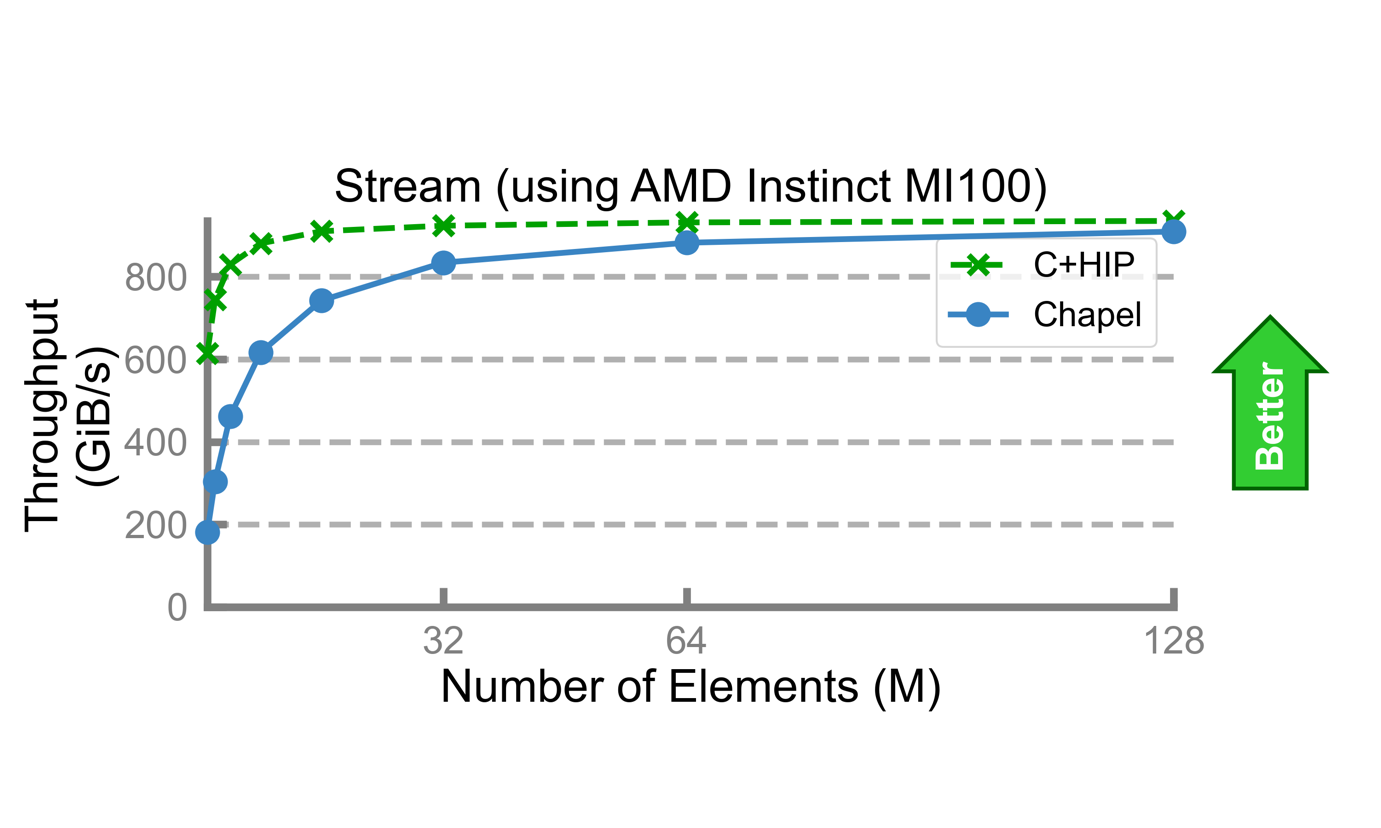 Stream (using AMD Instinct MI100)
Throughput
(GiB/s)
800
600
400
200
0
C+HIP
Chapel
Better
32
64
128
Number of Elements (M)